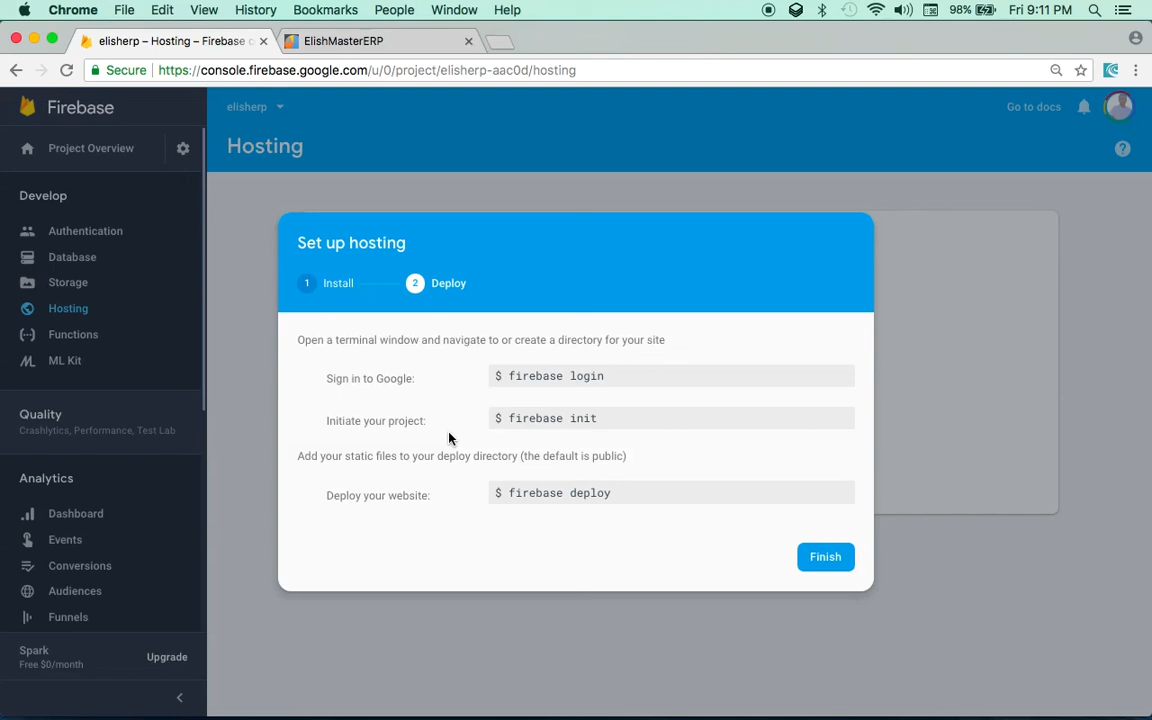 Chrome File Edit View History Bookmarks People Window Help 98% Fri 9:11 PM
elisherp – Hosting – Firebase c ElishMasterERP
Secure https://console.firebase.google.com/u/0/project/elisherp-aac0d/hosting
Firebase elisherp Go to docs
Project Overview Hosting
Develop
Authentication
Database
Storage
Hosting
Functions
ML Kit
Quality
Crashlytics, Performance, Test Lab
Analytics
Dashboard
Events
Conversions
Audiences
Funnels
Spark
Free $0/month
Upgrade
Set up hosting
1 Install 2 Deploy
Open a terminal window and navigate to or create a directory for your site
Sign in to Google: $ firebase login
Initiate your project: $ firebase init
Add your static files to your deploy directory (the default is public)
Deploy your website: $ firebase deploy
Finish